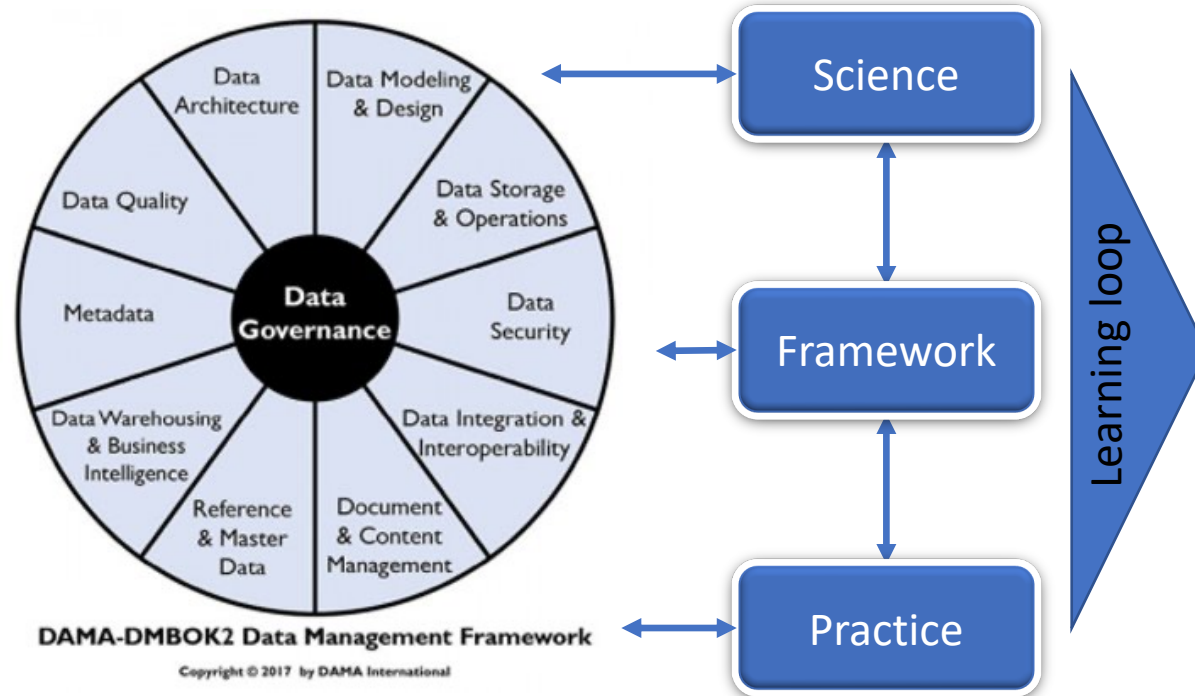 Data
Architecture
Data Modeling
& Design
Data Quality
Data Storage
& Operations
Metadata
Data
Governance
Data
Security
Data Warehousing
& Business
Intelligence
Data Integration &
Interoperability
Reference
& Master
Data
Document
& Content
Management
DAMA-DMBOK2 Data Management Framework
Copyright © 2017 by DAMA International
Science
Framework
Practice
Learning loop